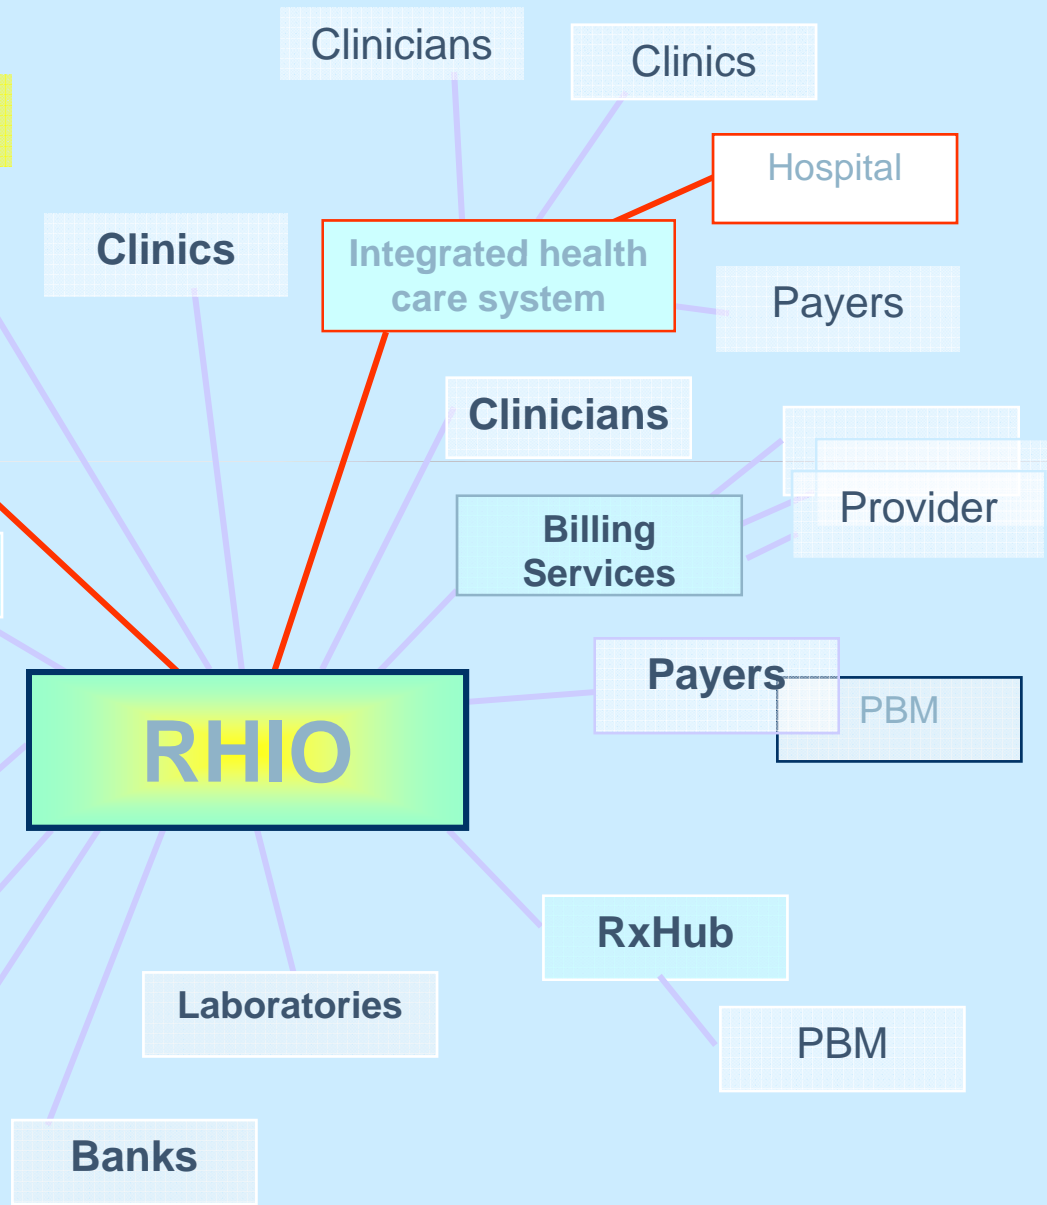 Clinicians
Clinics
Hospital
Clinics
Integrated health
care system
Payers
Clinicians
Billing
Services
Provider
Payers
PBM
RHIO
RxHub
Laboratories
PBM
Banks